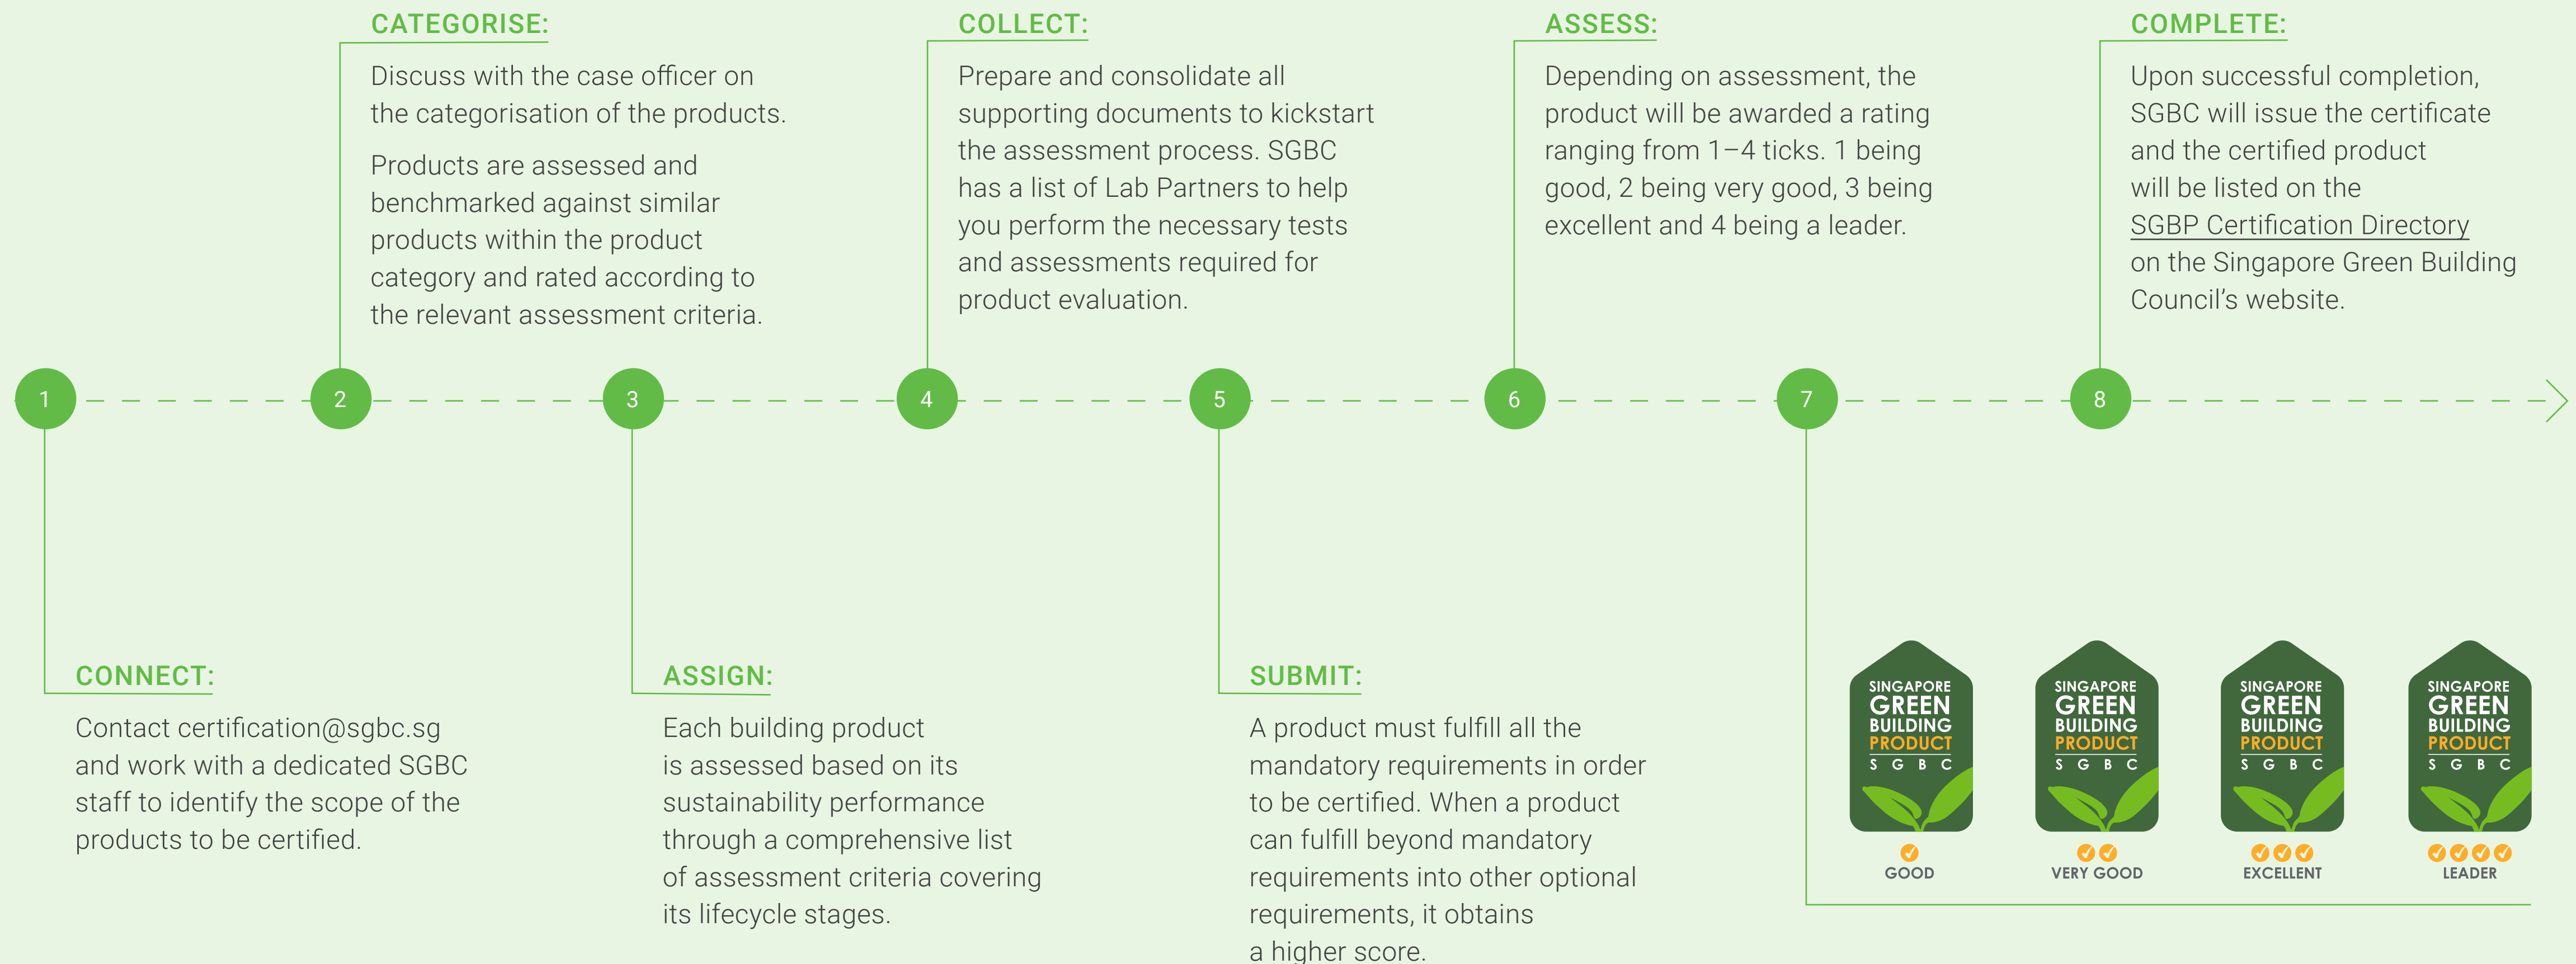 CATEGORISE:
Discuss with the case officer on
the categorisation of the products.
Products are assessed and
benchmarked against similar
products within the product
category and rated according to
the relevant assessment criteria.
COLLECT:
Prepare and consolidate all
supporting documents to kickstart
the assessment process. SGBC
has a list of Lab Partners to help
you perform the necessary tests
and assessments required for
product evaluation.
ASSESS:
Depending on assessment, the
product will be awarded a rating
ranging from 1–4 ticks. 1 being
good, 2 being very good, 3 being
excellent and 4 being a leader.
COMPLETE:
Upon successful completion,
SGBC will issue the certificate
and the certified product
will be listed on the
SGBP Certification Directory
on the Singapore Green Building
Council’s website.
1
2
3
4
5
6
7
8
CONNECT:
Contact certification@sgbc.sg
and work with a dedicated SGBC
staff to identify the scope of the
products to be certified.
ASSIGN:
Each building product
is assessed based on its
sustainability performance
through a comprehensive list
of assessment criteria covering
its lifecycle stages.
SUBMIT:
A product must fulfill all the
mandatory requirements in order
to be certified. When a product
can fulfill beyond mandatory
requirements into other optional
requirements, it obtains
a higher score.
SINGAPORE
GREEN
BUILDING
PRODUCT
S G B C
GOOD
SINGAPORE
GREEN
BUILDING
PRODUCT
S G B C
VERY GOOD
SINGAPORE
GREEN
BUILDING
PRODUCT
S G B C
EXCELLENT
SINGAPORE
GREEN
BUILDING
PRODUCT
S G B C
LEADER